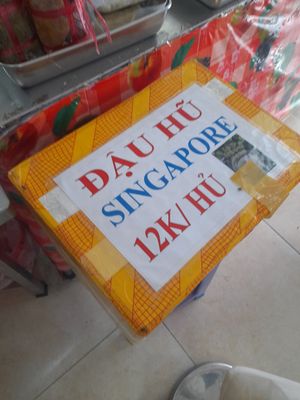 ĐẬU HŨ
SINGAPORE
12K/ HỦ